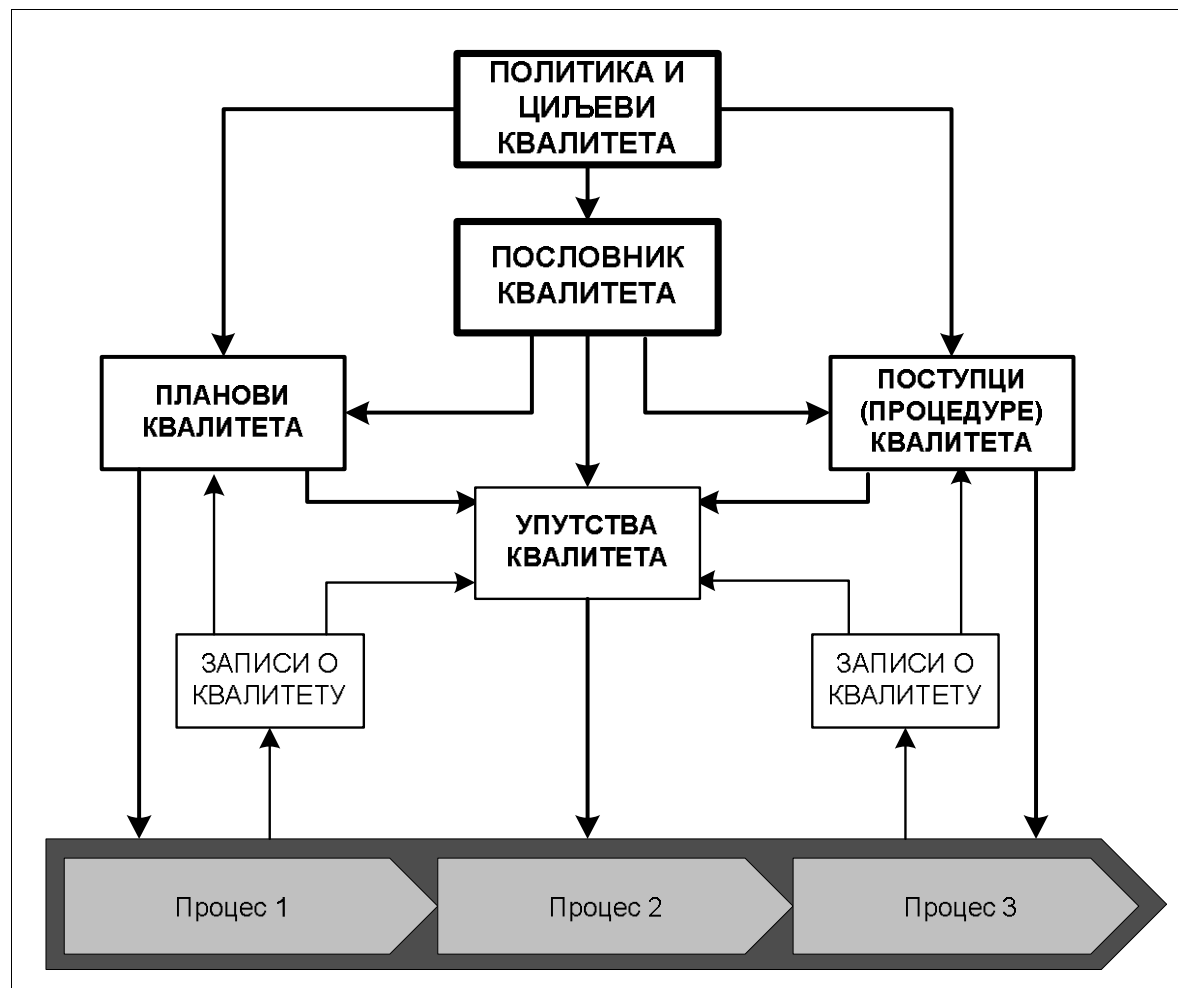 ПОЛИТИКА И
ЦИЉЕВИ
КВАЛИТЕТА
ПОСЛОВНИК
КВАЛИТЕТА
ПЛАНОВИ
КВАЛИТЕТА
ПОСТУПЦИ
(ПРОЦЕДУРЕ)
КВАЛИТЕТА
УПУТСТВА
КВАЛИТЕТА
ЗАПИСИ О
КВАЛИТЕТУ
ЗАПИСИ О
КВАЛИТЕТУ
Процес 1
Процес 2
Процес 3